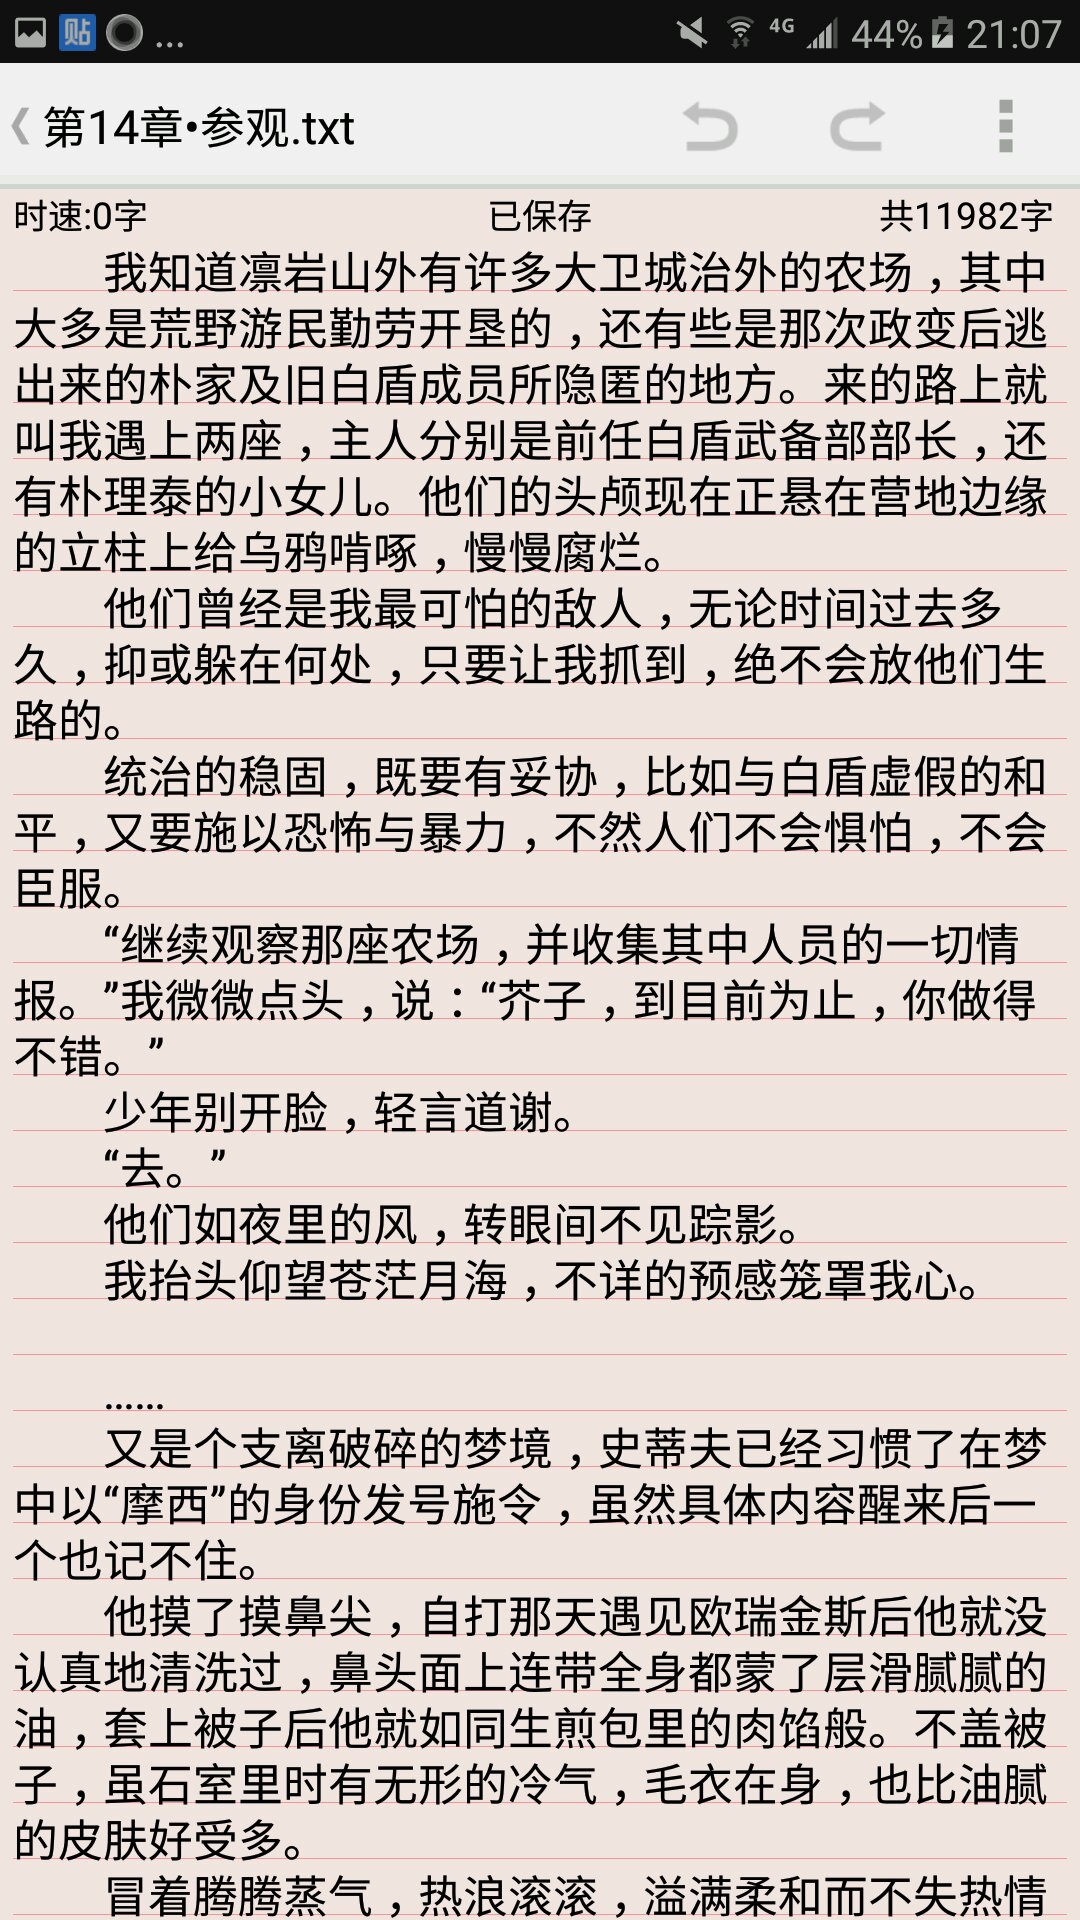 贴 ... 4G 44% 21:07
第14章•参观.txt
时速:0字 已保存 共11982字
我知道凛岩山外有许多大卫城治外的农场，其中
大多是荒野游民勤劳开垦的，还有些是那次政变后逃
出来的朴家及旧白盾成员所隐匿的地方。来的路上就
叫我遇上两座，主人分别是前任白盾武备部部长，还
有朴理泰的小女儿。他们的头颅现在正悬在营地边缘
的立柱上给乌鸦啃啄，慢慢腐烂。
他们曾经是我最可怕的敌人，无论时间过去多
久，抑或躲在何处，只要让我抓到，绝不会放他们生
路的。
统治的稳固，既要有妥协，比如与白盾虚假的和
平，又要施以恐怖与暴力，不然人们不会惧怕，不会
臣服。
“继续观察那座农场，并收集其中人员的一切情
报。”我微微点头，说：“芥子，到目前为止，你做得
不错。”
少年别开脸，轻言道谢。
“去。”
他们如夜里的风，转眼间不见踪影。
我抬头仰望苍茫月海，不详的预感笼罩我心。
……
又是个支离破碎的梦境，史蒂夫已经习惯了在梦
中以“摩西”的身份发号施令，虽然具体内容醒来后一
个也记不住。
他摸了摸鼻尖，自打那天遇见欧瑞金斯后他就没
认真地清洗过，鼻头面上连带全身都蒙了层滑腻腻的
油，套上被子后他就如同生煎包里的肉馅般。不盖被
子，虽石室里时有无形的冷气，毛衣在身，也比油腻
的皮肤好受多。
冒着腾腾蒸气，热浪滚滚，溢满柔和而不失热情